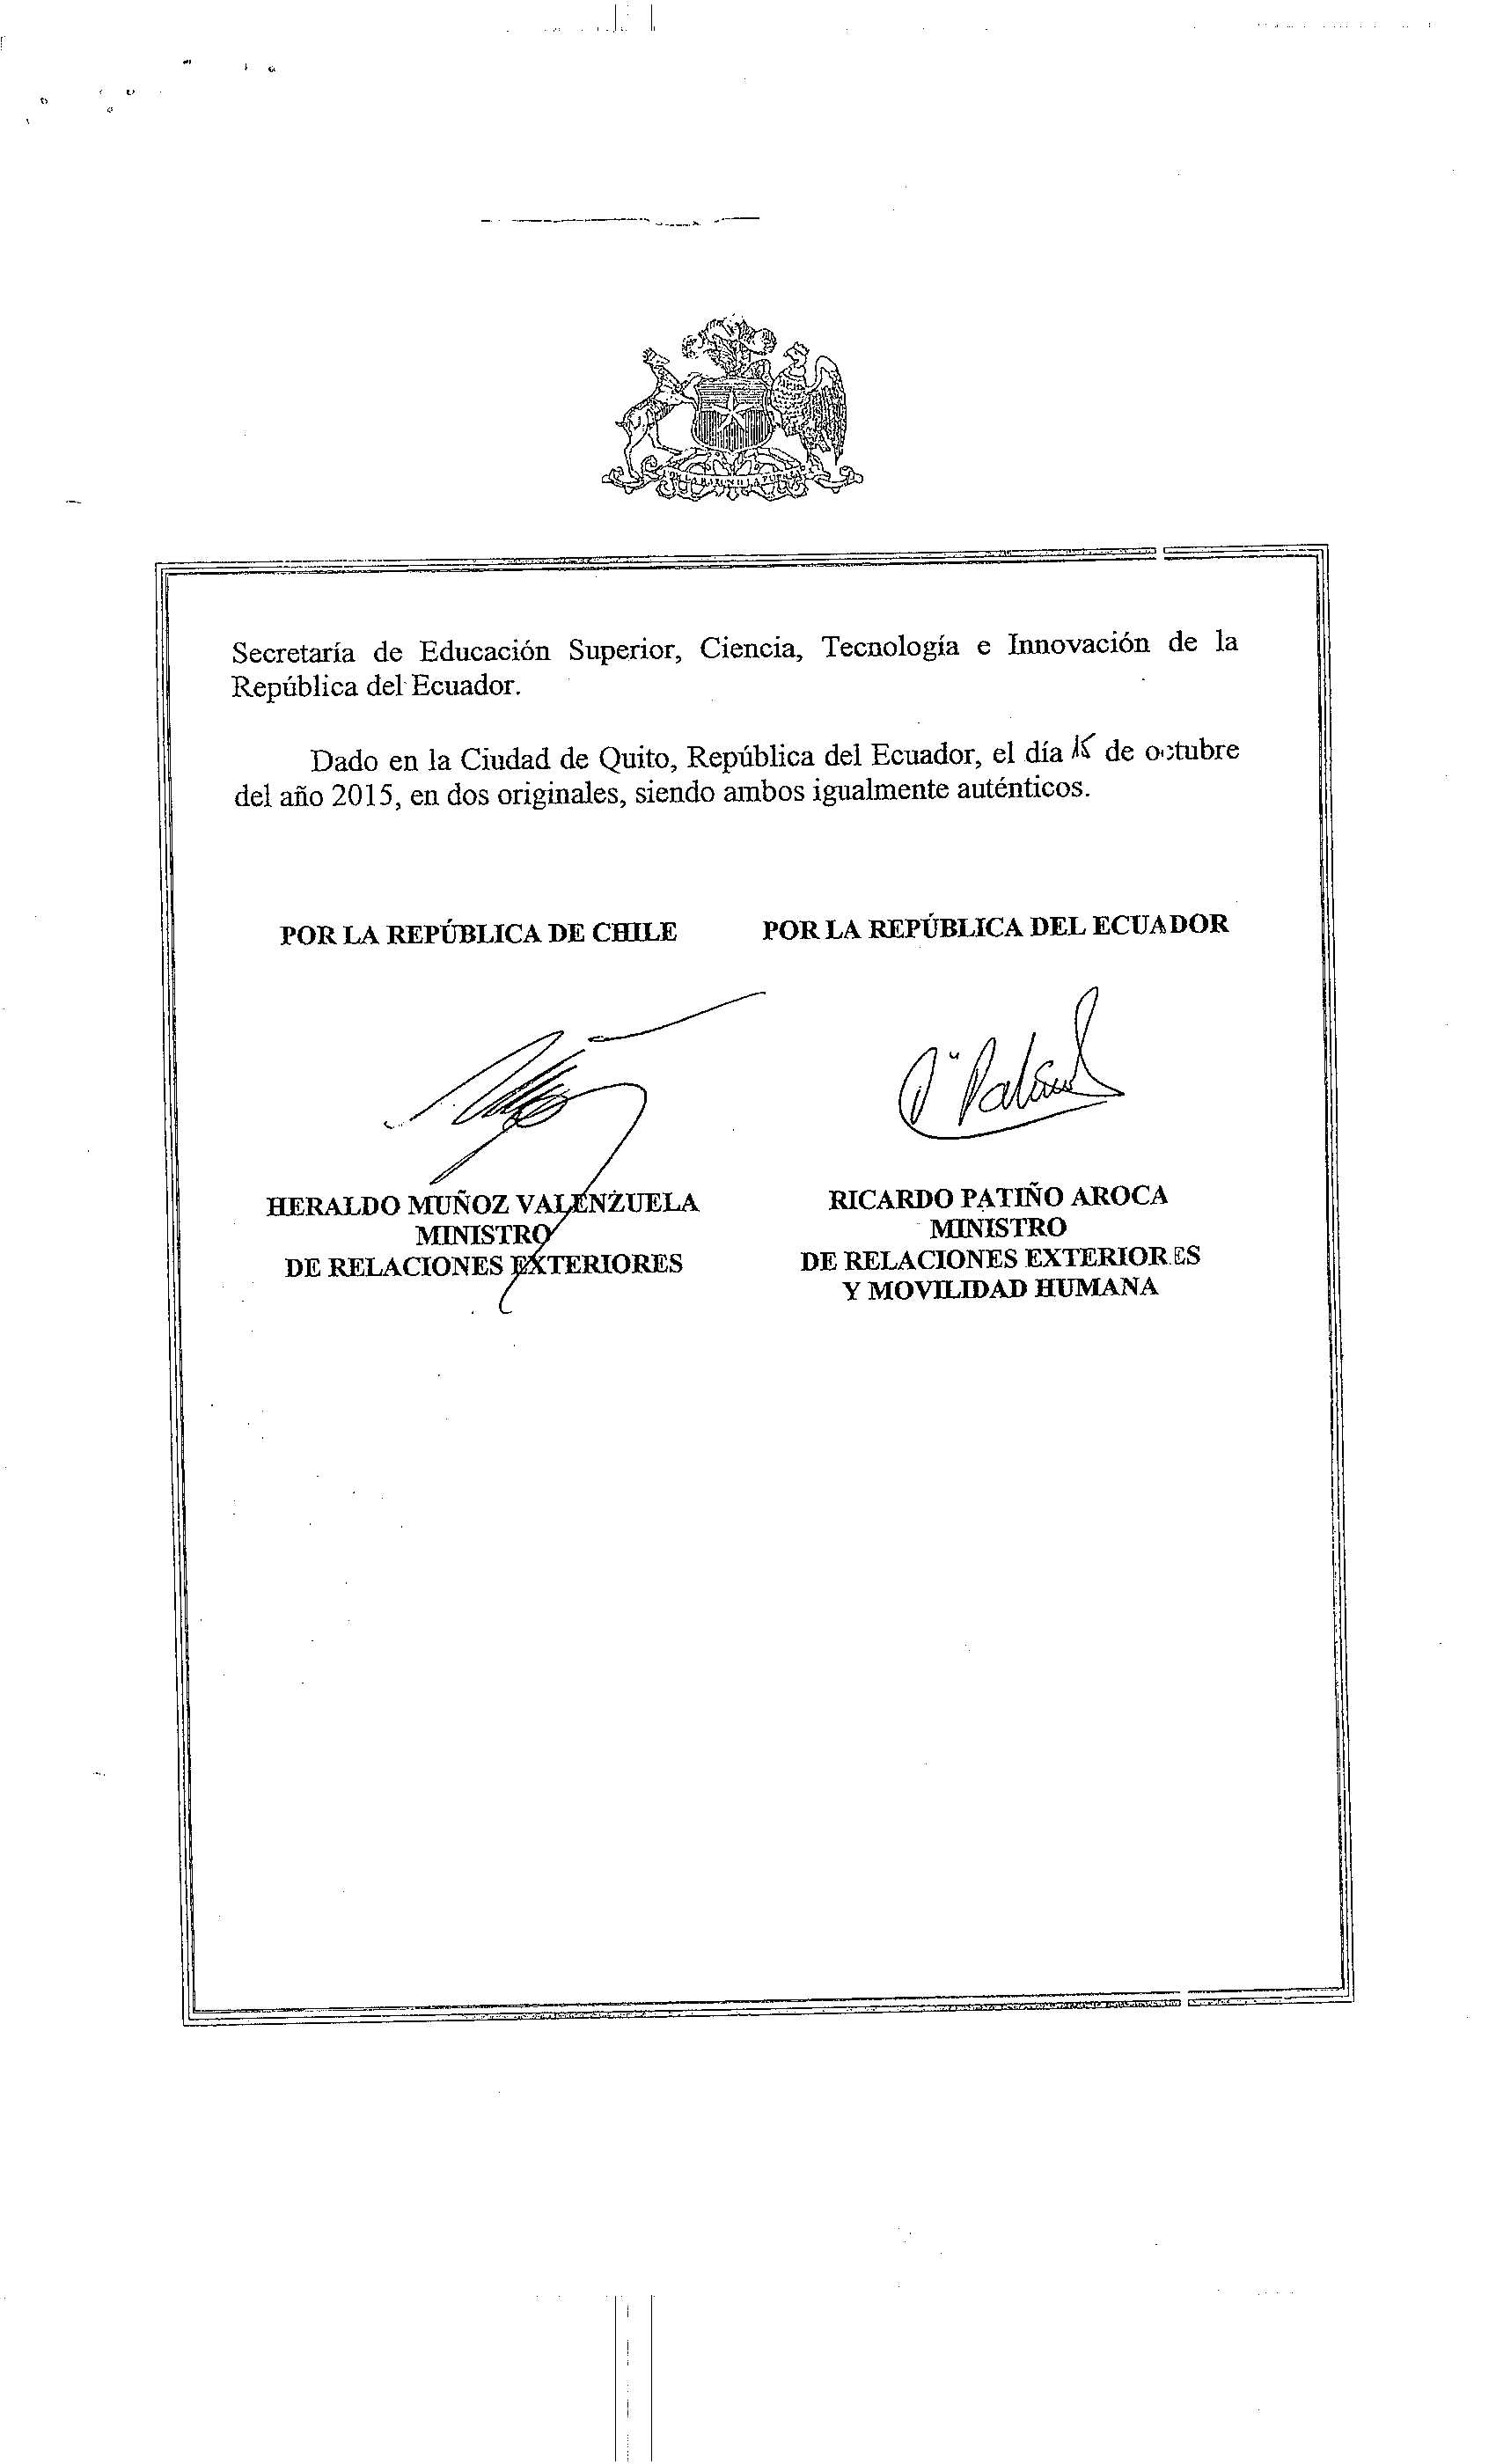 Secretaría de Educación Superior, Ciencia, Tecnología e Innovación de la
República del Ecuador.
Dado en la Ciudad de Quito, República del Ecuador, el día 15 de octubre
del año 2015, en dos originales, siendo ambos igualmente auténticos.
POR LA REPÚBLICA DE CHILE
POR LA REPÚBLICA DEL ECUADOR
HERALDO MUÑOZ VALENZUELA
MINISTRO
DE RELACIONES EXTERIORES
RICARDO PATIÑO AROCA
MINISTRO
DE RELACIONES EXTERIORES
Y MOVILIDAD HUMANA